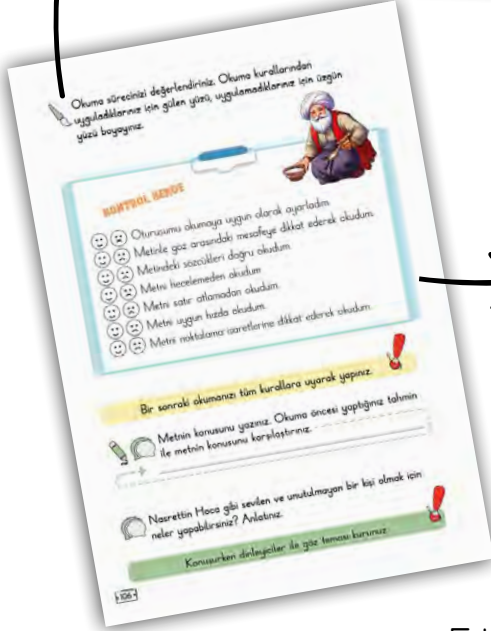 Okuma sürecinizi değerlendiriniz. Okuma kurallarından
uyguladıklarınız için gülen yüzü, uygulamadıklarınız için üzgün
yüzü boyayınız.
KONTROL BENDE
Oturuşumu okumaya uygun olarak ayarladım.
Metinle göz arasındaki mesafeye dikkat ederek okudum.
Metindeki sözcükleri doğru okudum.
Metni hecelemeden okudum.
Metni satır atlamadan okudum.
Metni uygun hızda okudum.
Metni noktalama işaretlerine dikkat ederek okudum.
Bir sonraki okumanızı tüm kurallara uyarak yapınız.
Metnin konusunu yazınız. Okuma öncesi yaptığınız tahmin
ile metnin konusunu karşılaştırınız.
Nasrettin Hoca gibi sevilen ve unutulmayan bir kişi olmak için
neler yapabilirsiniz? Anlatınız.
Konuşurken dinleyiciler ile göz teması kurunuz.
106